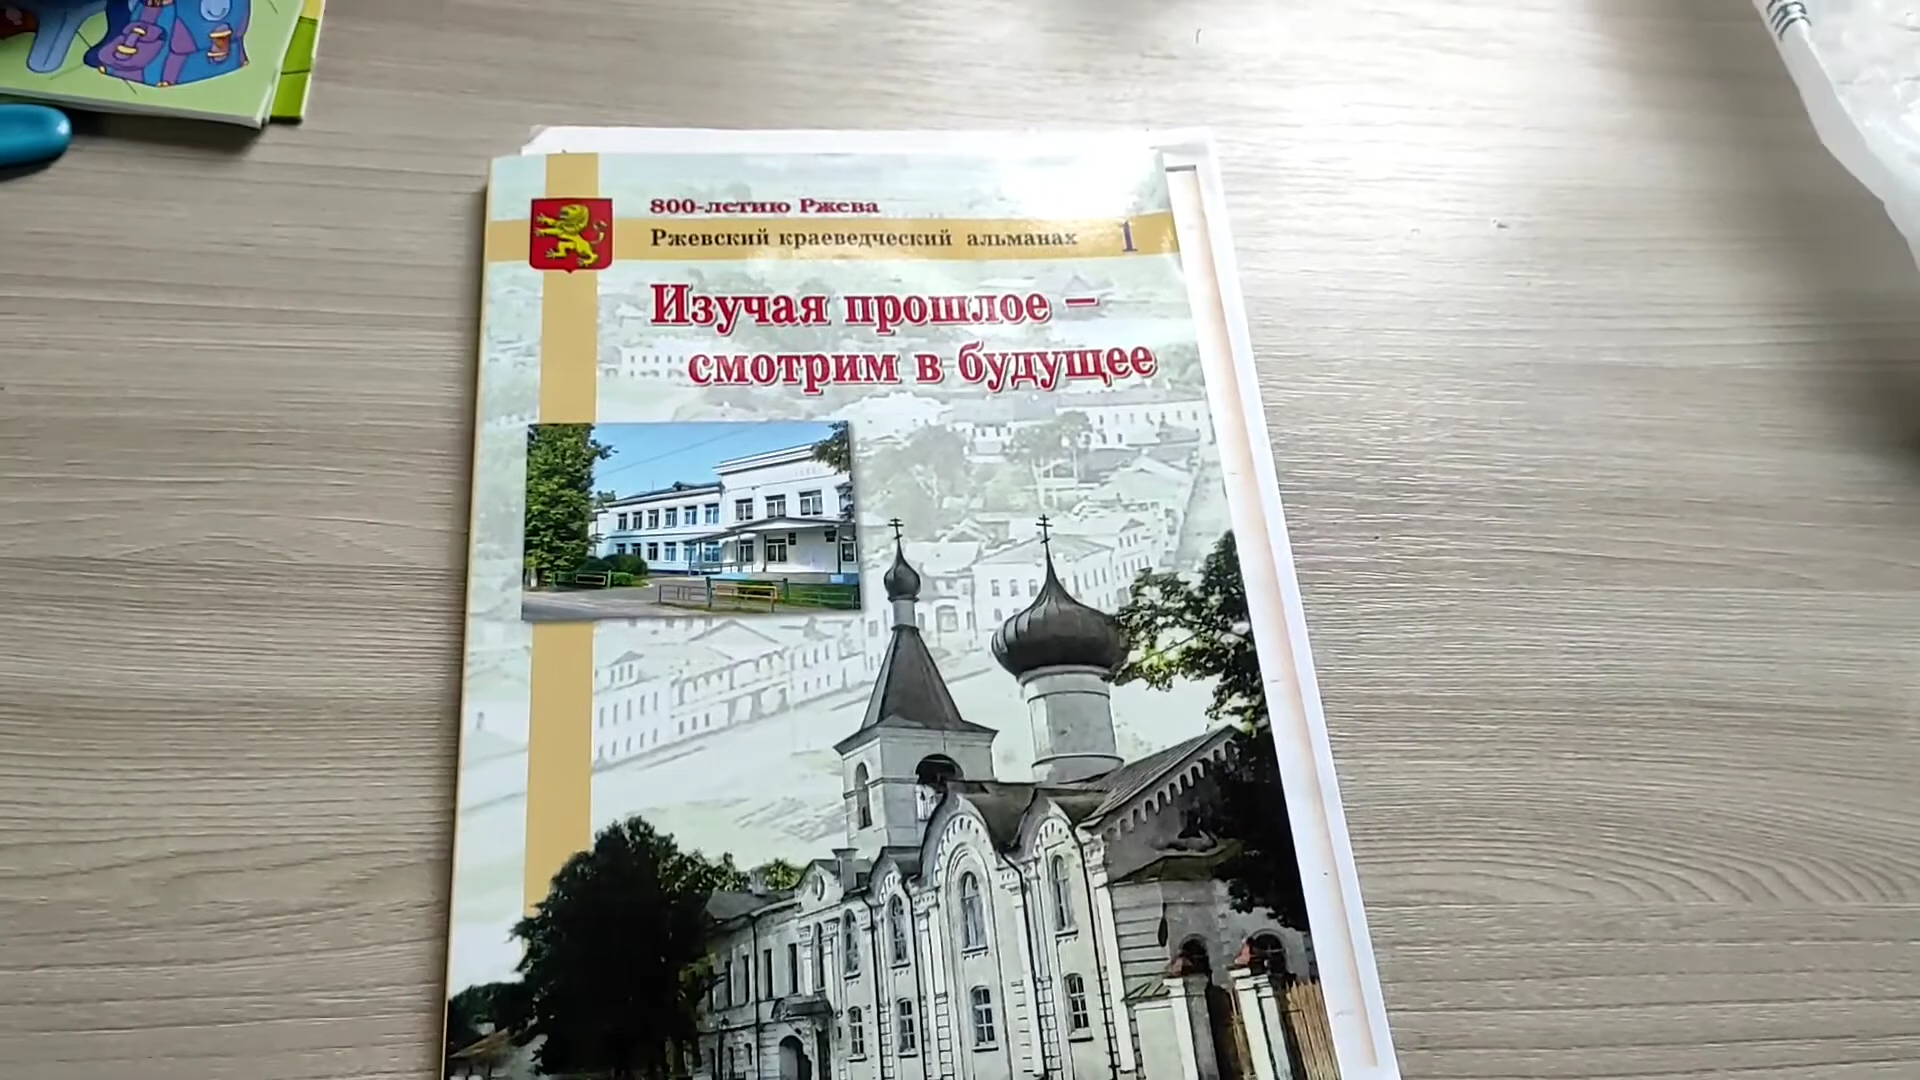 800-летию Ржева
Ржевский краеведческий альманах 1
Изучая прошлое –
смотрим в будущее